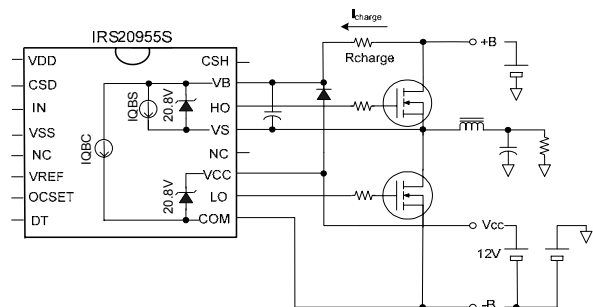 IRS20955S
Icharge
Rcharge
+B
VDD
CSD
IN
VSS
NC
VREF
OCSET
DT
CSH
VB
HO
VS
NC
VCC
LO
COM
IQBS
20.8V
IQBC
20.8V
Vcc
12V
-B